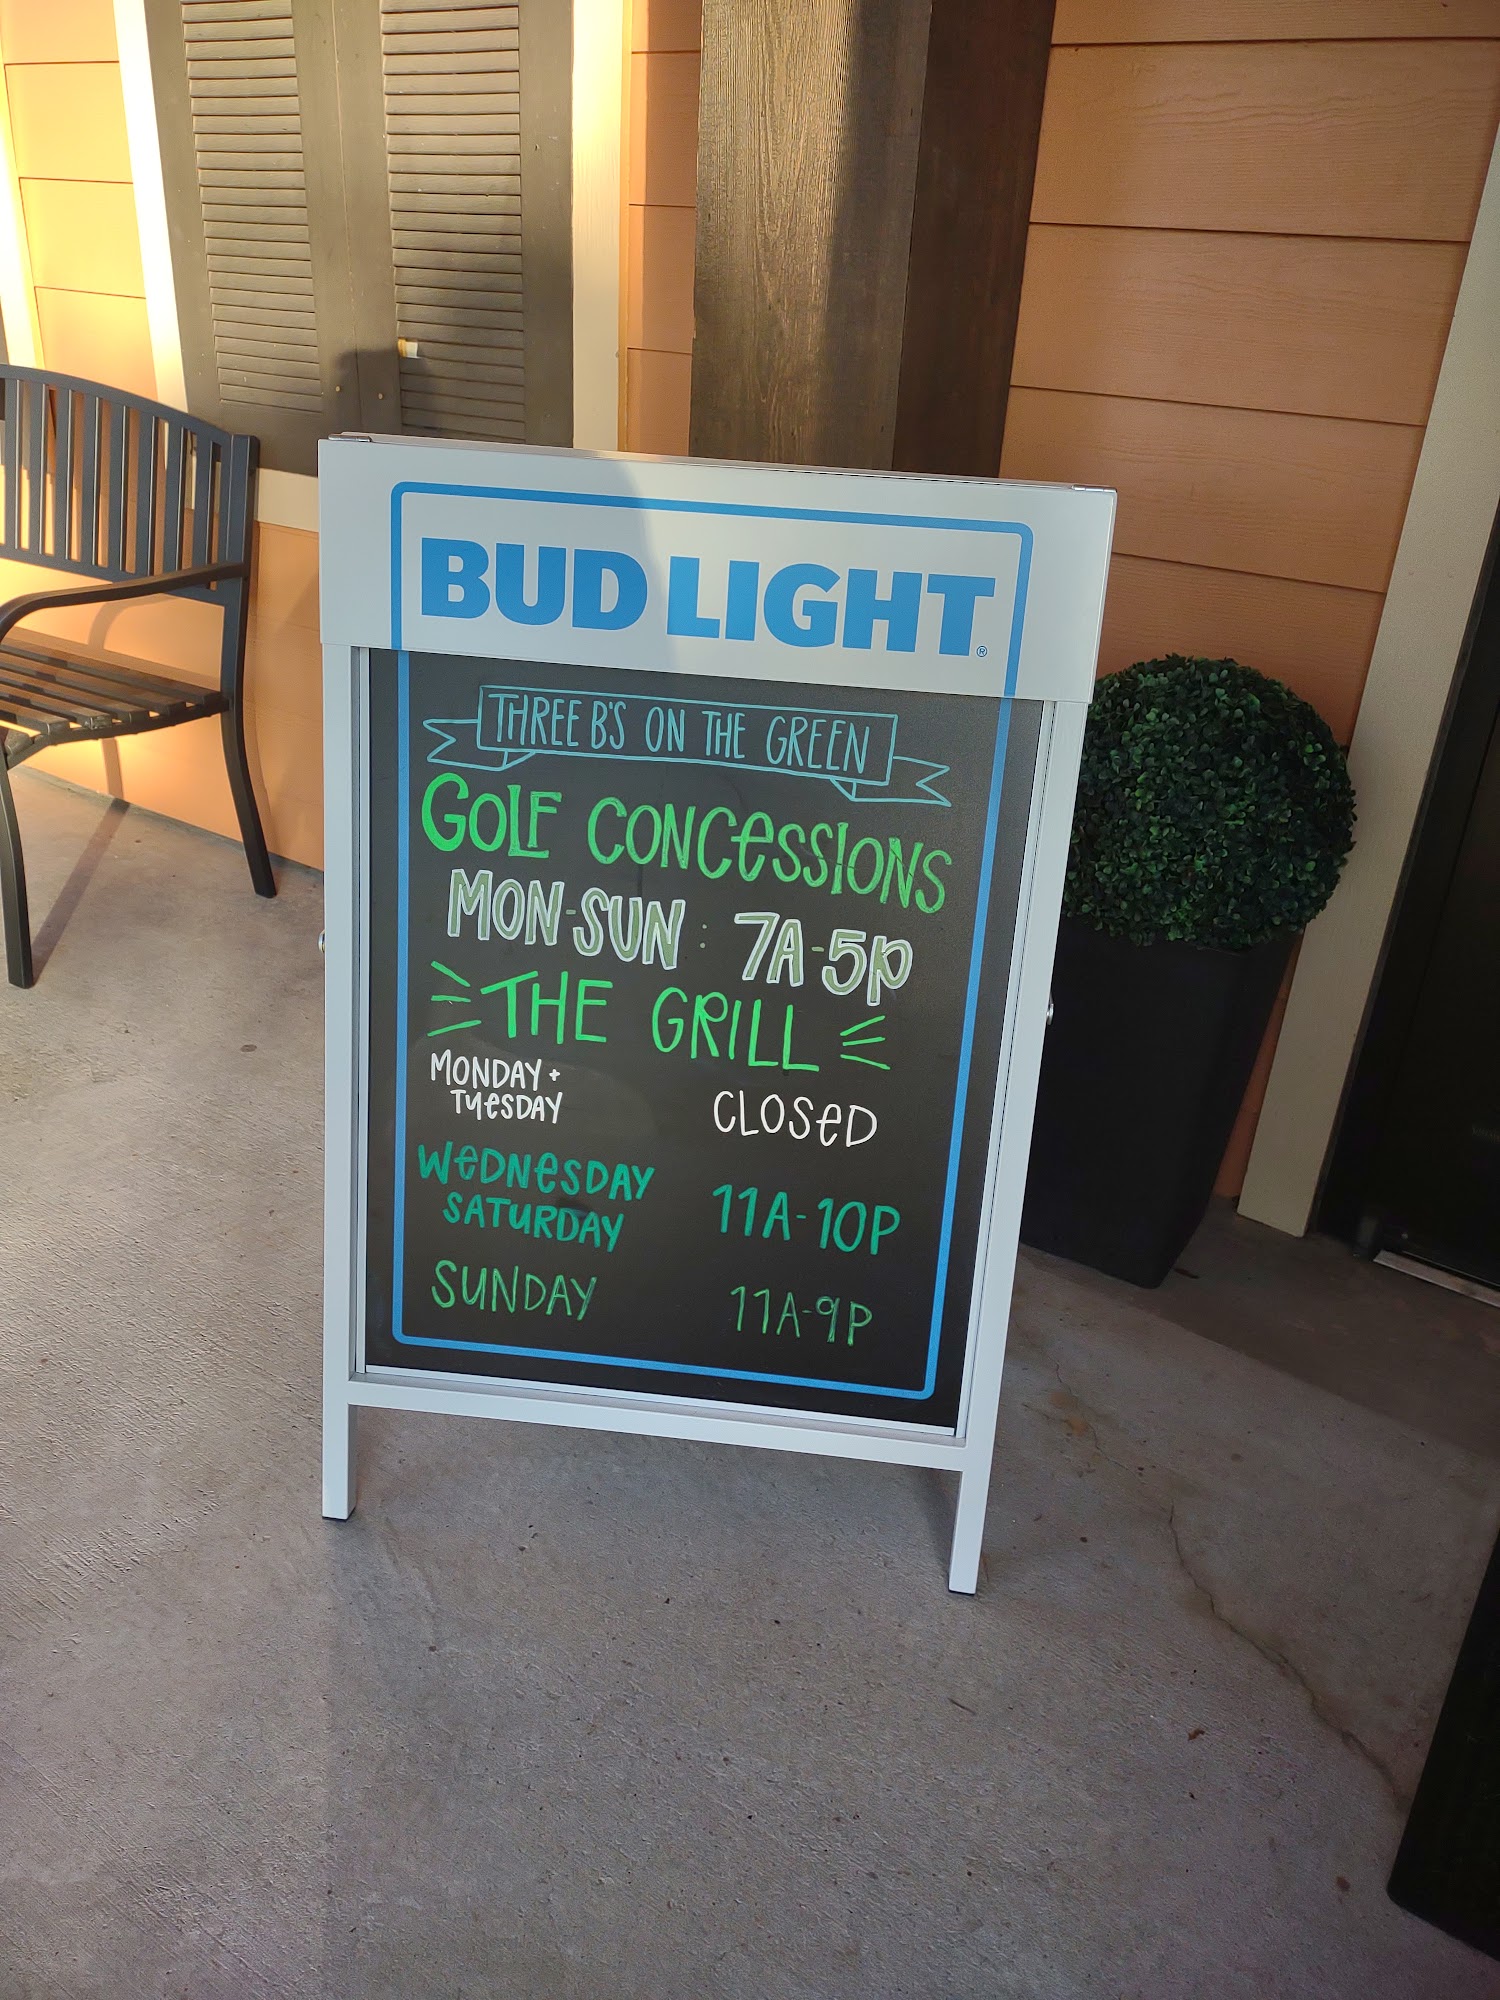 BUD LIGHT®
THREE B'S ON THE GREEN
GOLF CONCESSIONS
MON-SUN : 7A-5P
THE GRILL
MONDAY + 
TUESDAY CLOSED
WEDNESDAY
SATURDAY 11A-10P
SUNDAY 11A-9P